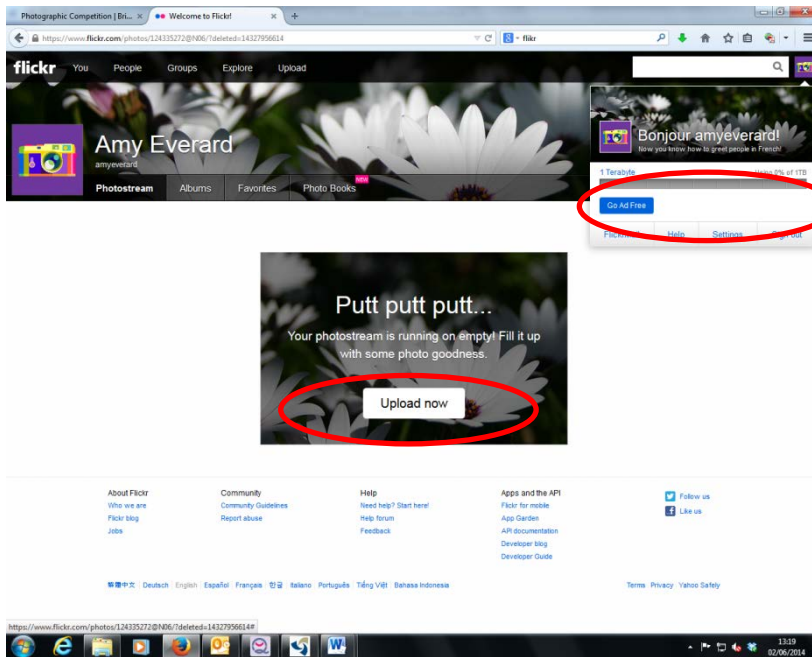 Photographic Competition | Bri...
Welcome to Flickr!
https://www.flickr.com/photos/124335272@N06/?deleted=14327956614
flikr
flickr You People Groups Explore Upload
Amy Everard
amyeverard
Photostream Albums Favorites Photo Books NEW
Bonjour amyeverard!
Now you know how to greet people in French!
1 Terabyte
0% of 1TB
Go Ad Free
Help Settings Sign out
Putt putt putt...
Your photostream is running on empty! Fill it up
with some photo goodness.
Upload now
About Flickr
Who we are
Flickr blog
Jobs
Community
Community Guidelines
Report abuse
Help
Need help? Start here!
Help forum
Feedback
Apps and the API
Flickr for mobile
App Garden
API documentation
Developer blog
Developer Guide
Follow us
Like us
繁體中文 Deutsch English Español Français 한글 Italiano Português Tiếng Việt Bahasa Indonesia
Terms Privacy Yahoo Safely
https://www.flickr.com/photos/124335272@N06/?deleted=14327956614#
13:19
02/06/2014